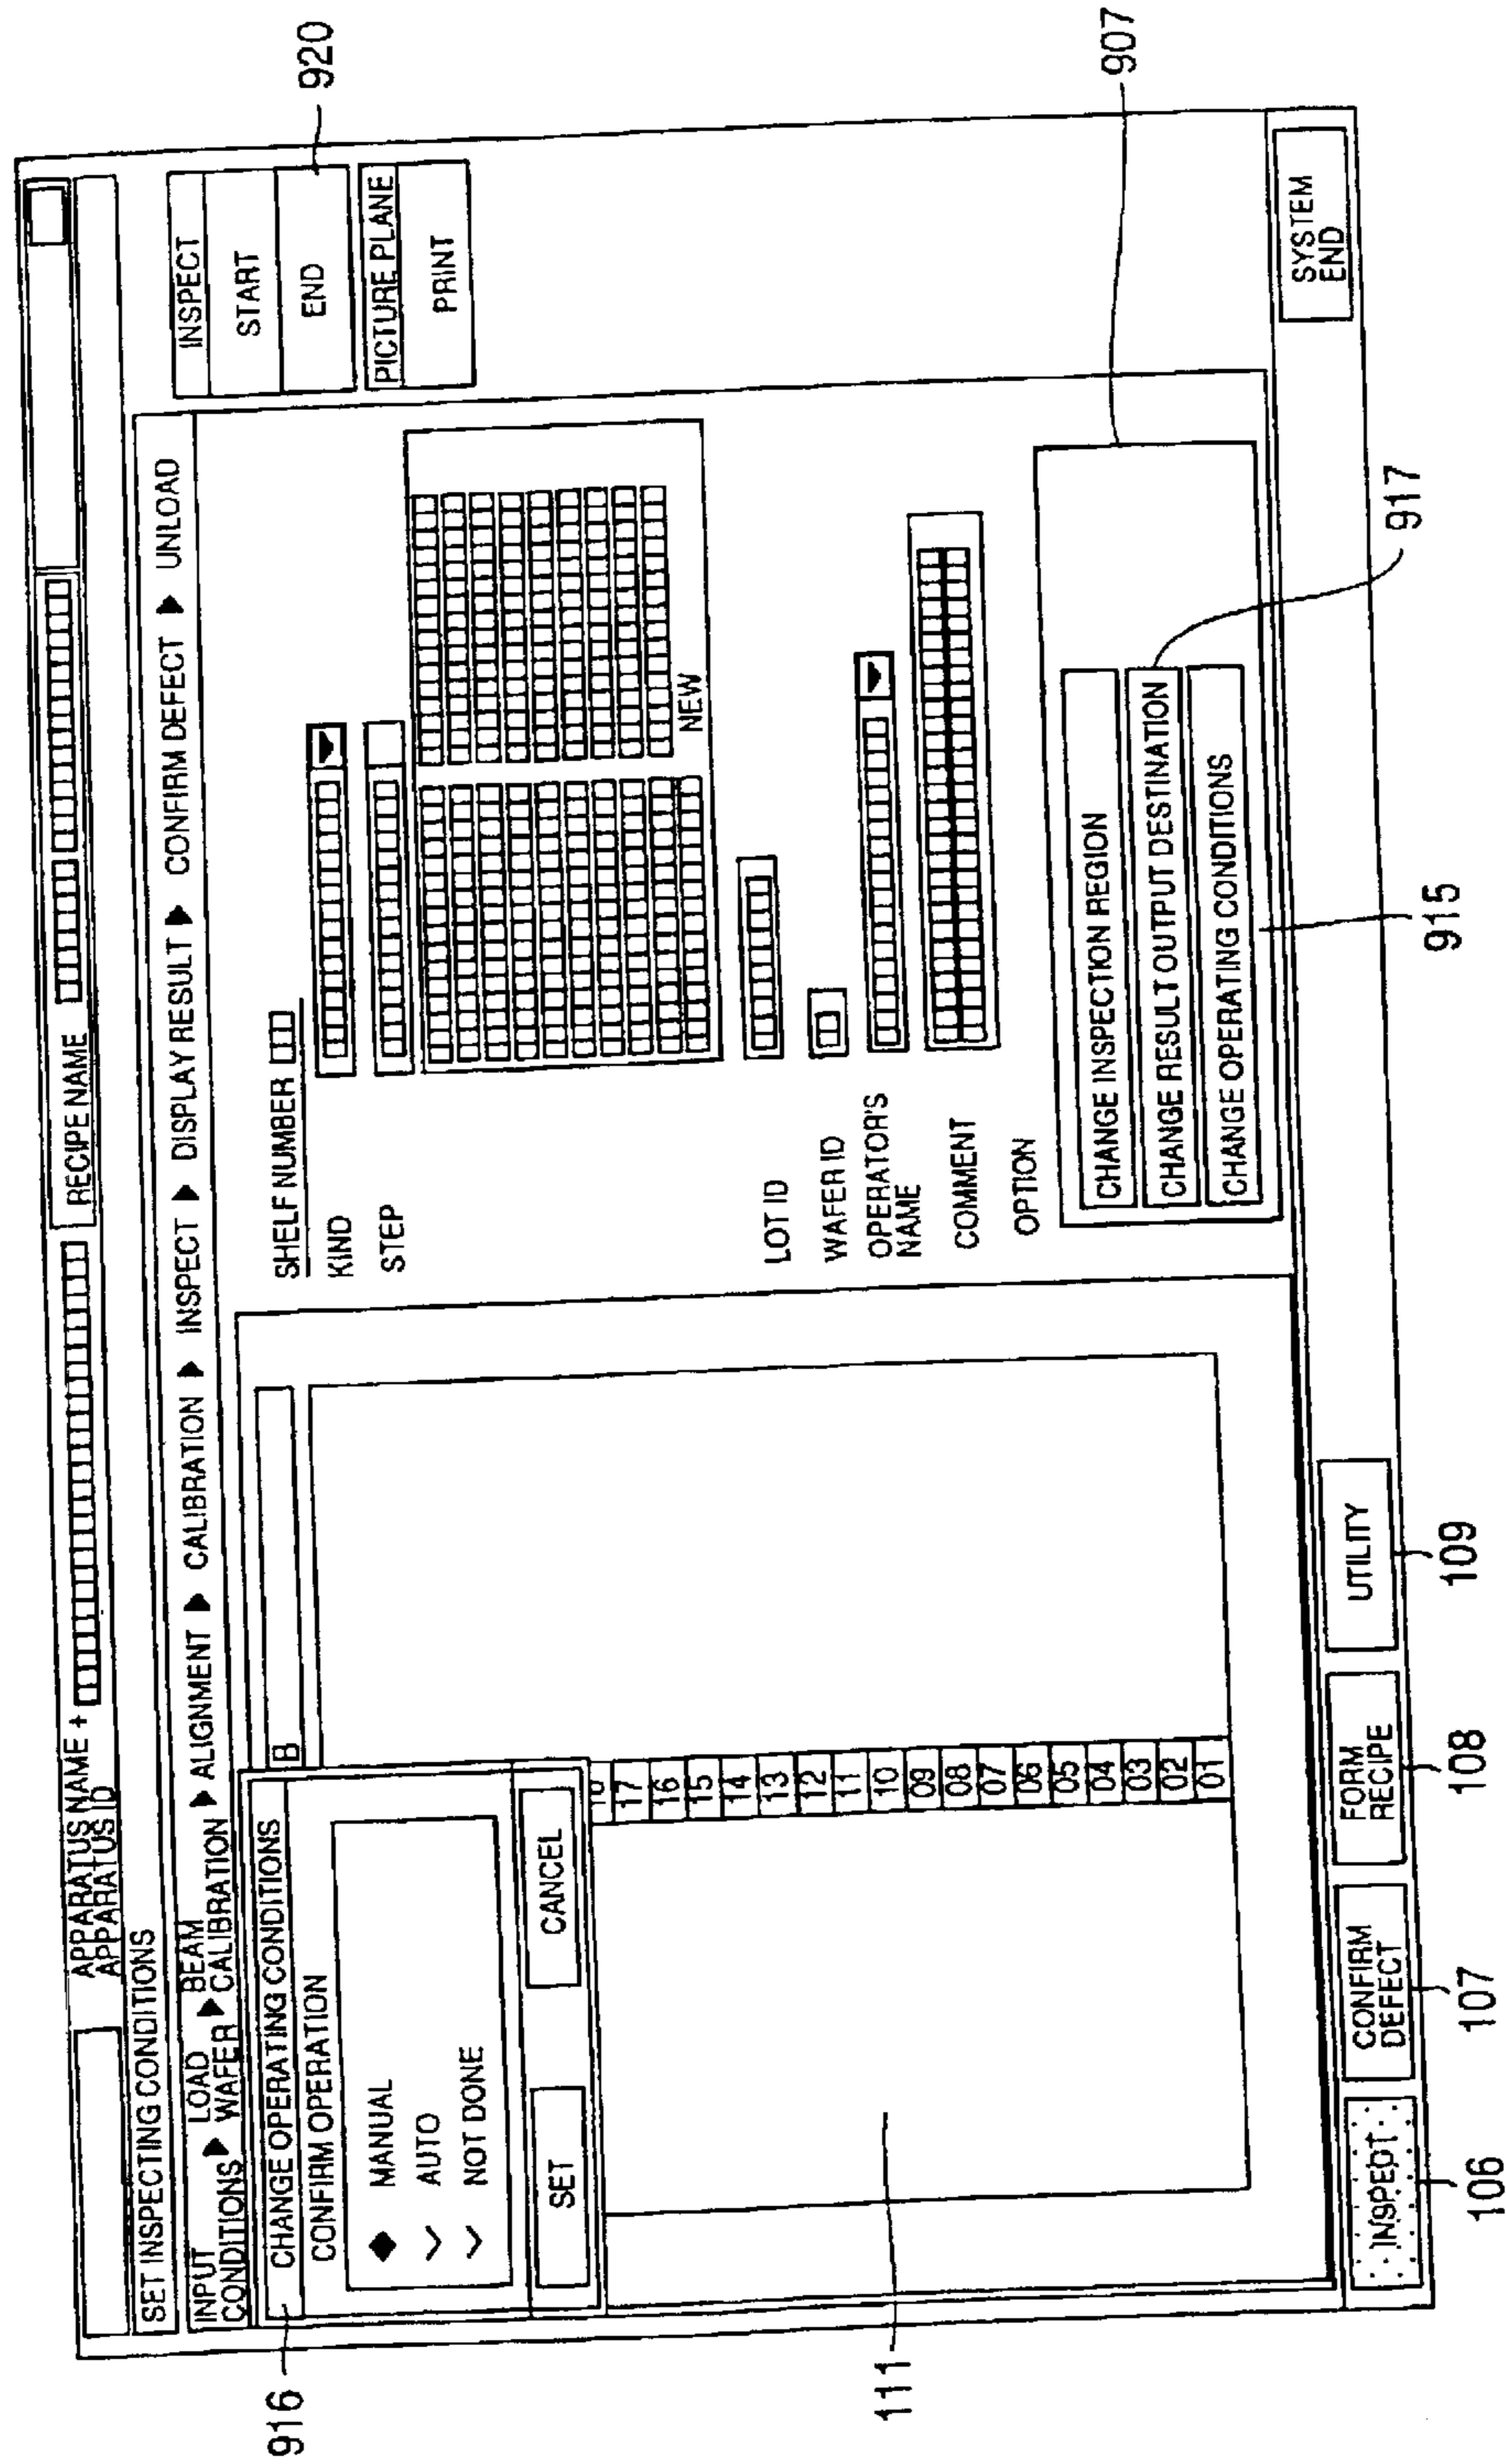 APPARATUS NAME +
APPARATUS ID
RECIPE NAME
SET INSPECTING CONDITIONS
INPUT CONDITIONS ▶ LOAD WAFER ▶ BEAM CALIBRATION ▶ ALIGNMENT ▶ CALIBRATION ▶ INSPECT ▶ DISPLAY RESULT ▶ CONFIRM DEFECT ▶ UNLOAD
916
CHANGE OPERATING CONDITIONS
CONFIRM OPERATION
MANUAL
AUTO
NOT DONE
SET
CANCEL
B
17
16
15
14
13
12
11
10
09
08
07
06
05
04
03
02
01
111
SHELF NUMBER
KIND
STEP
NEW
LOT ID
WAFER ID
OPERATOR'S
NAME
COMMENT
OPTION
CHANGE INSPECTION REGION
CHANGE RESULT OUTPUT DESTINATION
CHANGE OPERATING CONDITIONS
907
917
915
INSPECT
START
END
920
PICTURE PLANE
PRINT
INSPECT
106
CONFIRM
DEFECT
107
FORM
RECIPE
108
UTILITY
109
SYSTEM
END